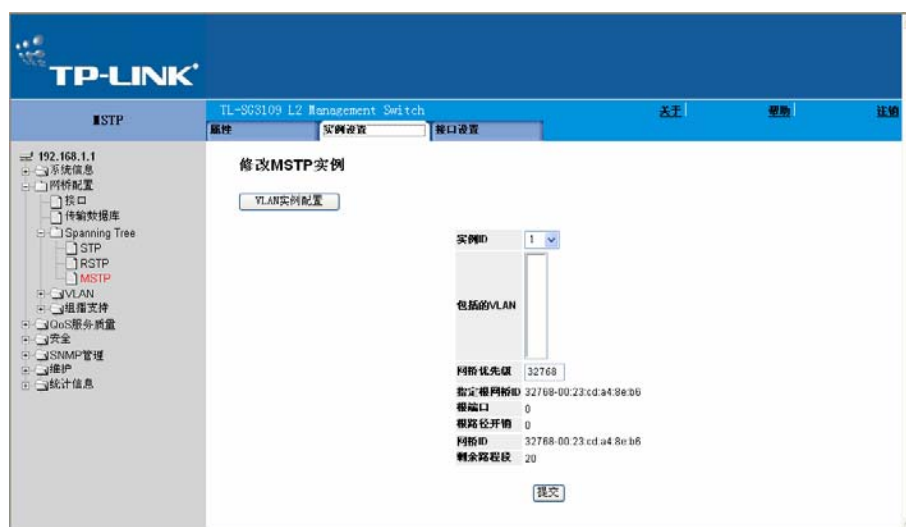 TP-LINK
MSTP
TL-SG3109 L2 Management Switch
关于
帮助
注销
属性
实例设置
接口设置
192.168.1.1
系统信息
网桥配置
接口
传输数据库
Spanning Tree
STP
RSTP
MSTP
VLAN
组播支持
QoS服务质量
安全
SNMP管理
维护
统计信息
修改MSTP实例
VLAN实例配置
实例ID 1
包括的VLAN
网桥优先级 32768
指定根网桥ID 32768-00:23:cd:a4:8e:b6
根端口 0
根路径开销 0
网桥ID 32768-00:23:cd:a4:8e:b6
剩余路程段 20
提交